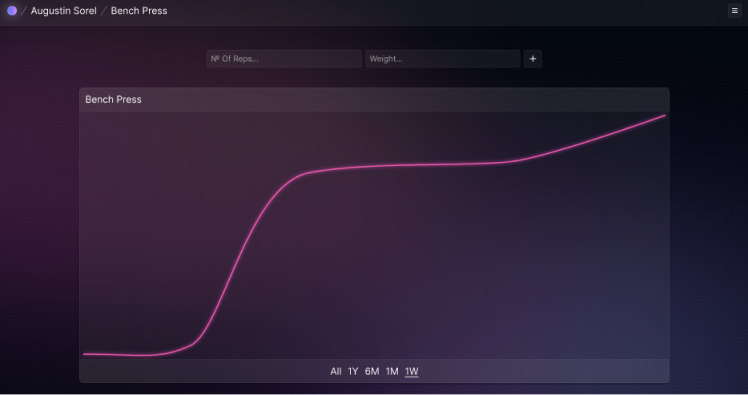 Augustin Sorel / Bench Press
№ Of Reps... Weight... +
Bench Press
All 1Y 6M 1M 1W